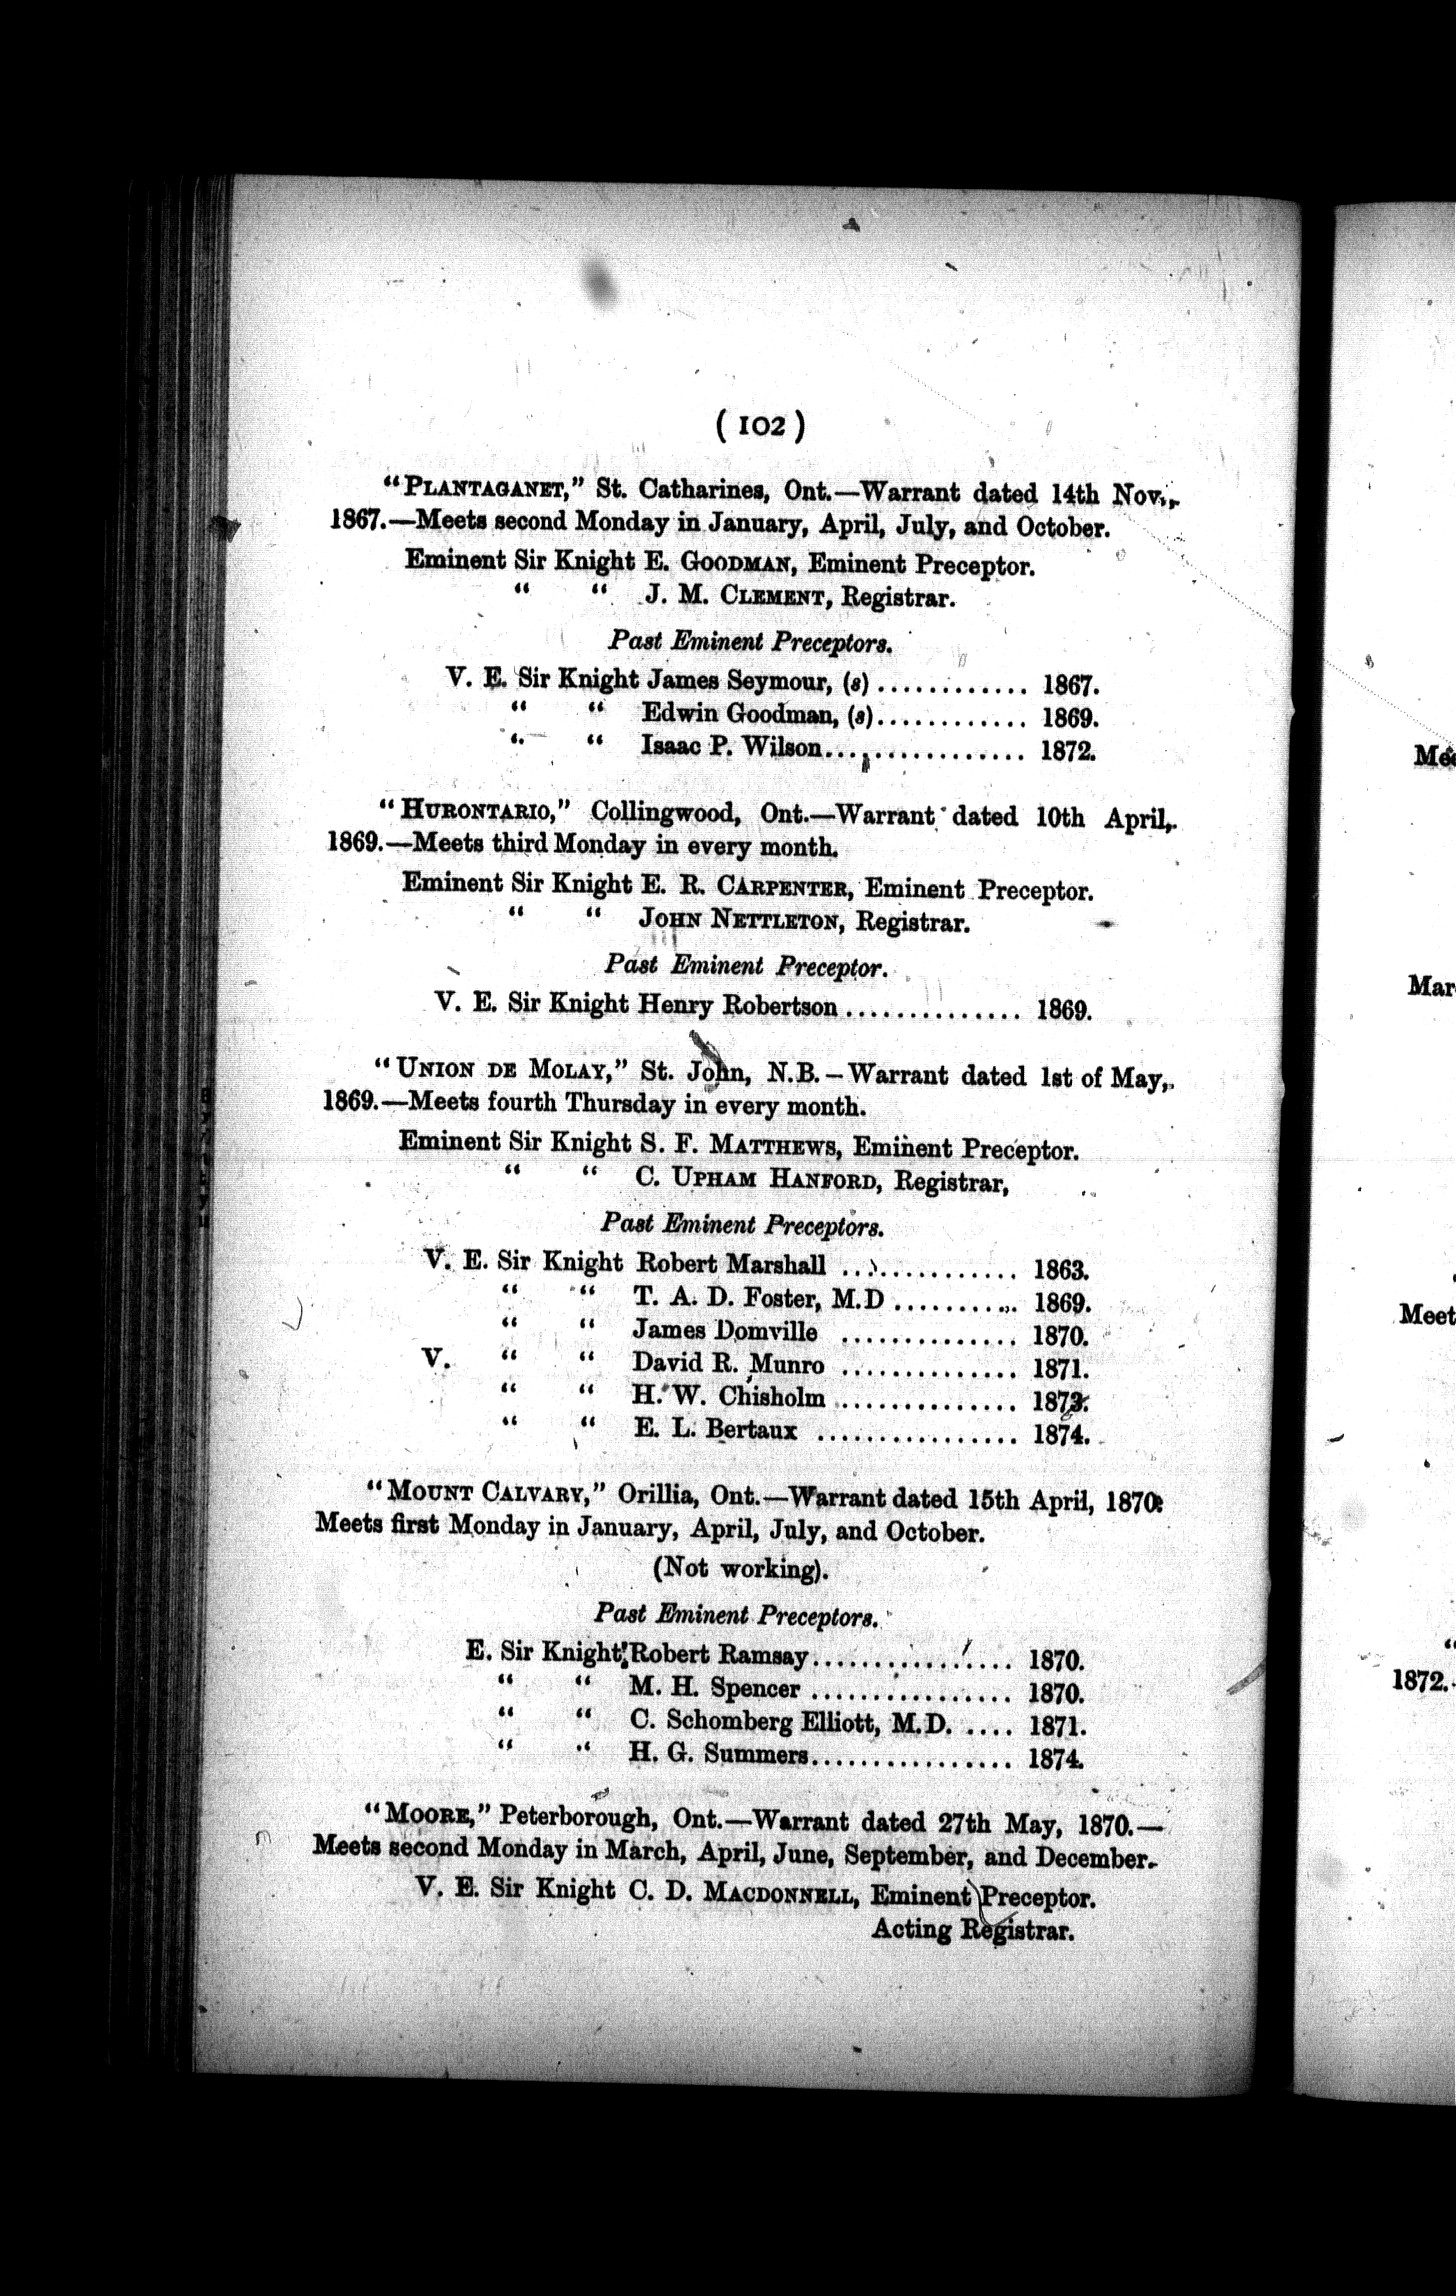 ( 102 )
"PLANTAGANET," St. Catharines, Ont.—Warrant dated 14th Nov.,
1867.—Meets second Monday in January, April, July, and October.
Eminent Sir Knight E. GOODMAN, Eminent Preceptor.
" " J. M. CLEMENT, Registrar.
Past Eminent Preceptors.
V. E. Sir Knight James Seymour, (s) ............ 1867.
" " Edwin Goodman, (s)............ 1869.
" " Isaac P. Wilson................ 1872.
"HURONTARIO," Collingwood, Ont.—Warrant dated 10th April,
1869.—Meets third Monday in every month.
Eminent Sir Knight E. R. CARPENTER, Eminent Preceptor.
" " JOHN NETTLETON, Registrar.
Past Eminent Preceptor.
V. E. Sir Knight Henry Robertson.............. 1869.
"UNION DE MOLAY," St. John, N.B.—Warrant dated 1st of May,
1869.—Meets fourth Thursday in every month.
Eminent Sir Knight S. F. MATTHEWS, Eminent Preceptor.
" " C. UPHAM HANFORD, Registrar,
Past Eminent Preceptors.
V. E. Sir Knight Robert Marshall .............. 1863.
" " T. A. D. Foster, M.D .......... 1869.
" " James Domville .............. 1870.
V. " " David R. Munro .............. 1871.
" " H. W. Chisholm .............. 1873.
" " E. L. Bertaux ................ 1874.
"MOUNT CALVARY," Orillia, Ont.—Warrant dated 15th April, 1870.
Meets first Monday in January, April, July, and October.
(Not working).
Past Eminent Preceptors.
E. Sir Knight Robert Ramsay................ 1870.
" " M. H. Spencer ................ 1870.
" " C. Schomberg Elliott, M.D. .... 1871.
" " H. G. Summers................ 1874.
"MOORE," Peterborough, Ont.—Warrant dated 27th May, 1870.—
Meets second Monday in March, April, June, September, and December.
V. E. Sir Knight C. D. MACDONNELL, Eminent Preceptor.
Acting Registrar.
Mar
Meet
1872.